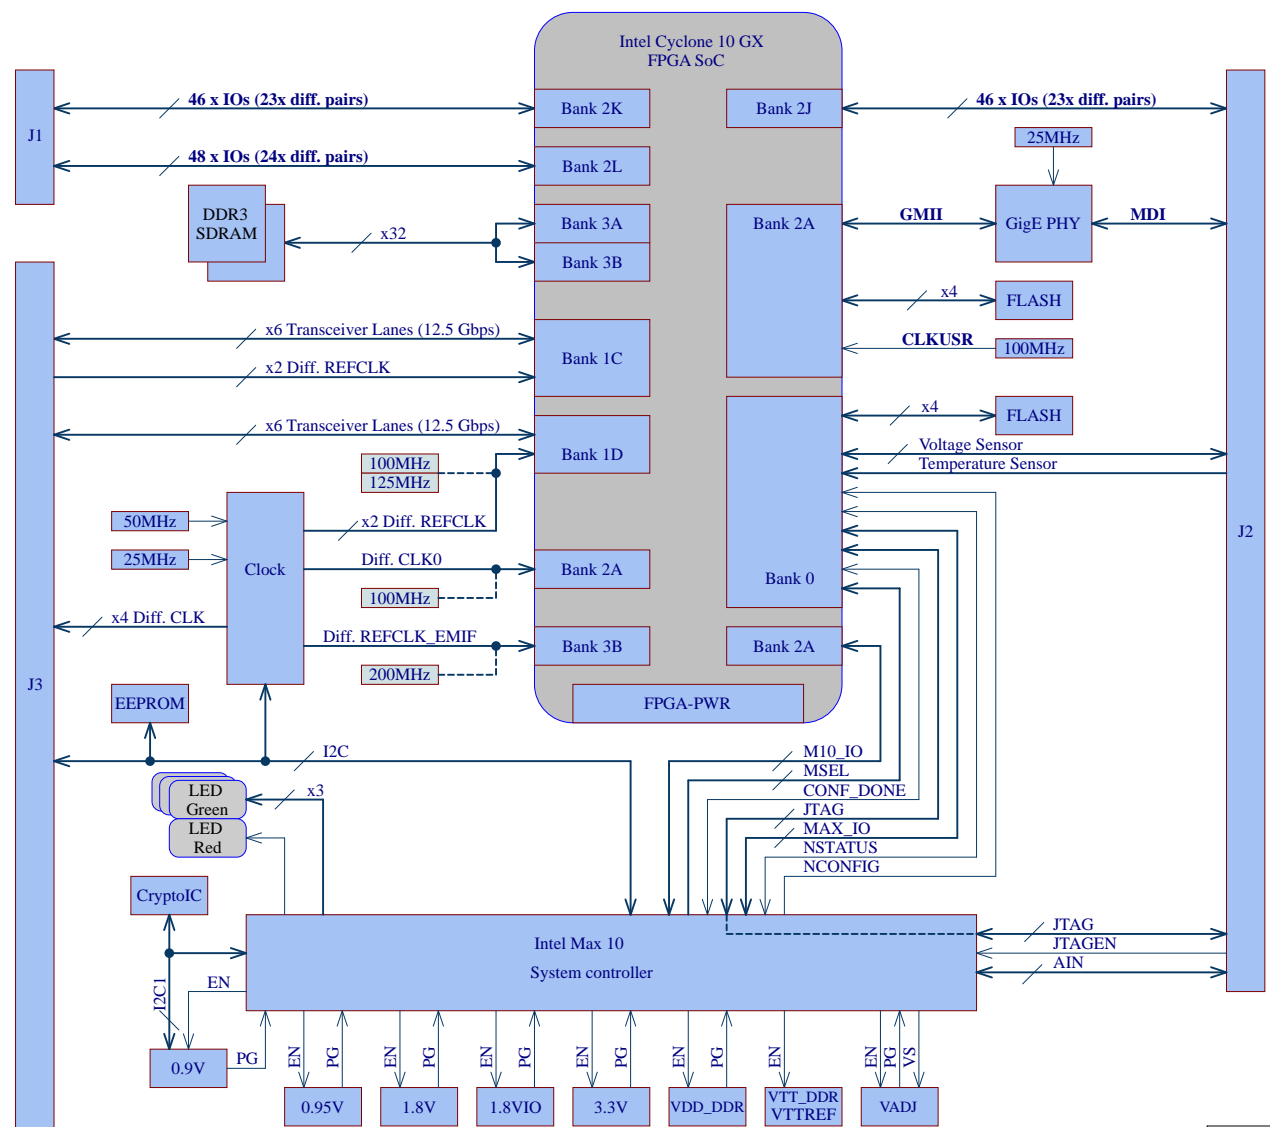 Intel Cyclone 10 GX
FPGA SoC
46 x IOs (23x diff. pairs)
Bank 2K
Bank 2J
46 x IOs (23x diff. pairs)
J1
25MHz
48 x IOs (24x diff. pairs)
Bank 2L
DDR3
SDRAM
x32
Bank 3A
Bank 3B
Bank 2A
GMII
GigE PHY
MDI
x4
FLASH
x6 Transceiver Lanes (12.5 Gbps)
Bank 1C
x2 Diff. REFCLK
CLKUSR
100MHz
x4
FLASH
x6 Transceiver Lanes (12.5 Gbps)
Bank 1D
Voltage Sensor
Temperature Sensor
100MHz
125MHz
50MHz
x2 Diff. REFCLK
25MHz
Clock
Diff. CLK0
Bank 2A
Bank 0
J2
100MHz
x4 Diff. CLK
Diff. REFCLK_EMIF
Bank 3B
Bank 2A
200MHz
J3
EEPROM
FPGA-PWR
I2C
M10_IO
MSEL
CONF_DONE
JTAG
MAX_IO
NSTATUS
NCONFIG
LED
Green
x3
LED
Red
CryptoIC
Intel Max 10
System controller
JTAG
JTAGEN
AIN
I2C1
EN
PG
0.9V
EN
PG
EN
PG
EN
PG
EN
PG
EN
PG
EN
EN
PG
VS
0.95V
1.8V
1.8VIO
3.3V
VDD_DDR
VTT_DDR
VTTREF
VADJ